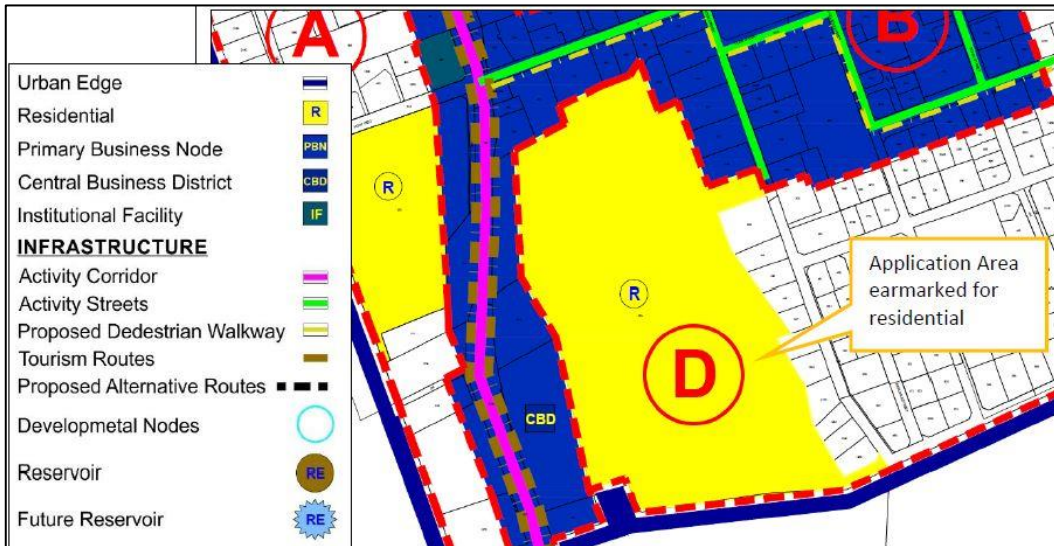 A
B
Urban Edge
Residential R
Primary Business Node PBN
Central Business District CBD
Institutional Facility IF
INFRASTRUCTURE
Activity Corridor
Activity Streets
Proposed Dedestrian Walkway
Tourism Routes
Proposed Alternative Routes
Developmetal Nodes
Reservoir RE
Future Reservoir RE
R
R
Application Area
earmarked for
residential
D
CBD